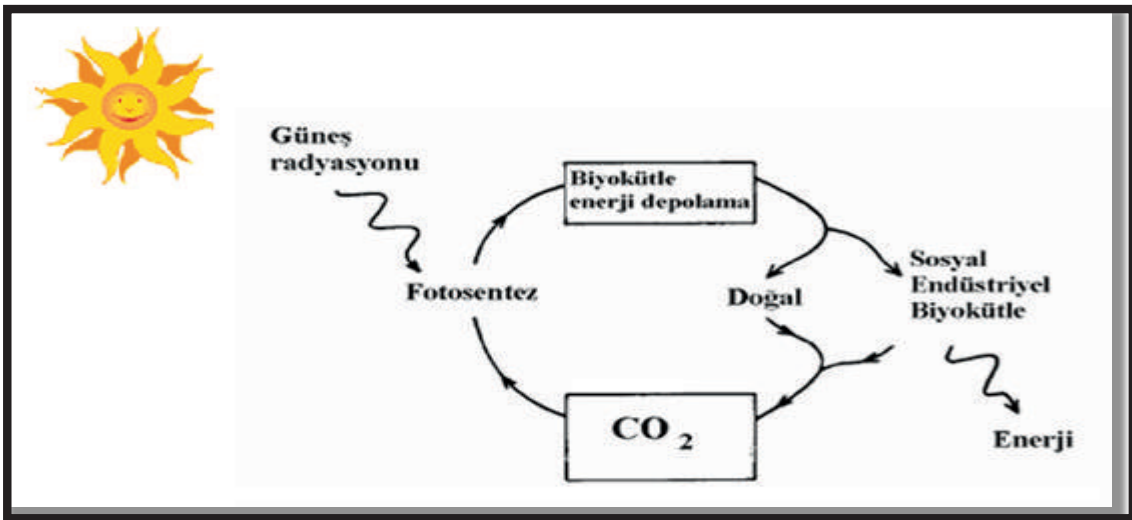 Güneş
radyasyonu
Biyokütle
enerji depolama
Fotosentez
Doğal
Sosyal
Endüstriyel
Biyokütle
CO 2
Enerji